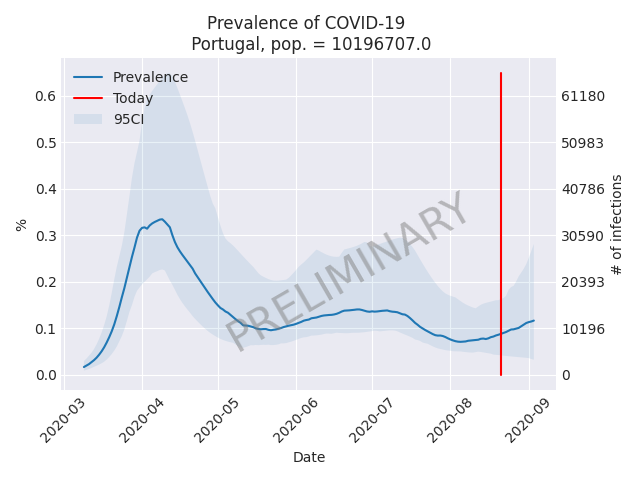 Prevalence of COVID-19
Portugal, pop. = 10196707.0
Prevalence
Today
95CI
PRELIMINARY
%
0.6
0.5
0.4
0.3
0.2
0.1
0.0
61180
50983
40786
30590
20393
10196
0
# of infections
2020-03
2020-04
2020-05
2020-06
2020-07
2020-08
2020-09
Date